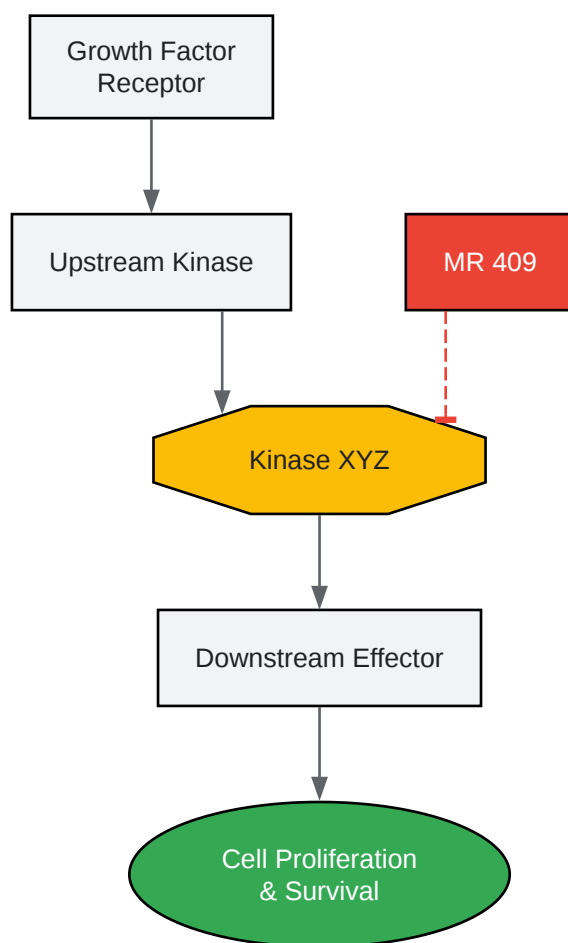 Growth Factor
Receptor
Upstream Kinase
MR 409
Kinase XYZ
Downstream Effector
Cell Proliferation
& Survival